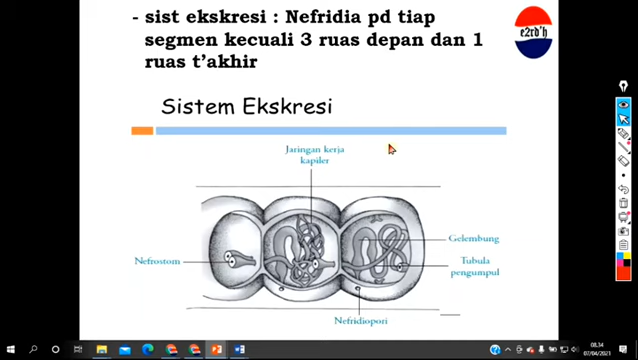 - sist ekskresi : Nefridia pd tiap
segmen kecuali 3 ruas depan dan 1
ruas t'akhir
e2rd'h
Sistem Ekskresi
Jaringan kerja
kapiler
Gelembung
Nefrostom
Tubula
pengumpul
Nefridiopori
08.34
07/04/2021